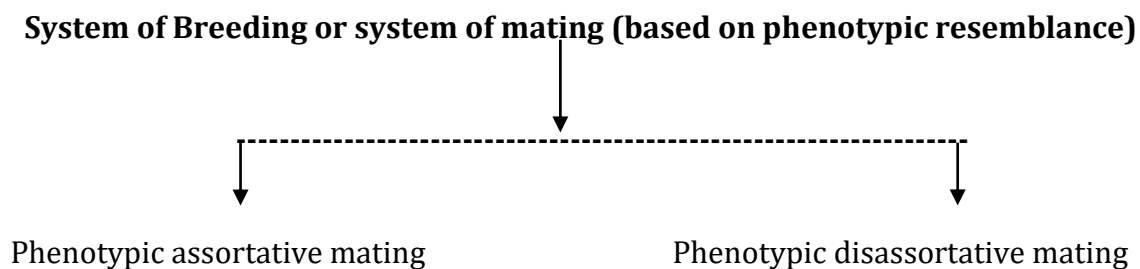 System of Breeding or system of mating (based on phenotypic resemblance)
Phenotypic assortative mating
Phenotypic disassortative mating